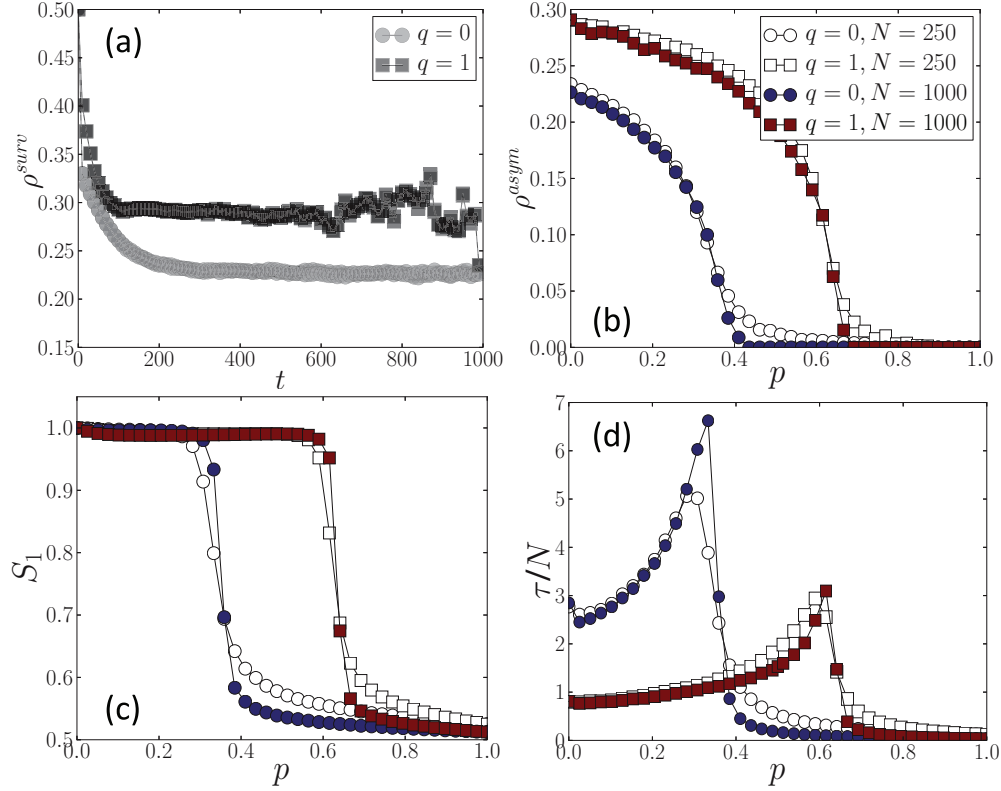 (a)
q = 0
q = 1
ρ^surv
0.50
0.45
0.40
0.35
0.30
0.25
0.20
0.15
0
200
400
600
800
1000
t
(b)
q = 0, N = 250
q = 1, N = 250
q = 0, N = 1000
q = 1, N = 1000
ρ^asym
0.30
0.25
0.20
0.15
0.10
0.05
0.00
0.0
0.2
0.4
0.6
0.8
1.0
p
(c)
S₁
1.0
0.9
0.8
0.7
0.6
0.5
0.0
0.2
0.4
0.6
0.8
1.0
p
(d)
τ/N
7
6
5
4
3
2
1
0
0.0
0.2
0.4
0.6
0.8
1.0
p